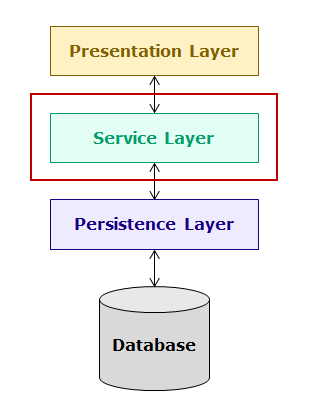 Presentation Layer
Service Layer
Persistence Layer
Database